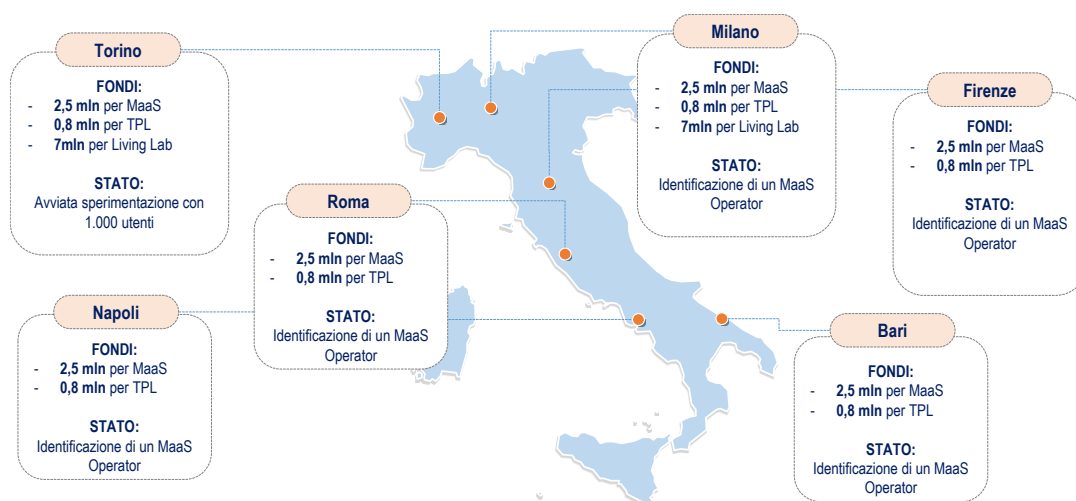 Torino
FONDI:
- 2,5 mln per MaaS
- 0,8 mln per TPL
- 7mln per Living Lab
STATO:
Avviata sperimentazione con
1.000 utenti
Milano
FONDI:
- 2,5 mln per MaaS
- 0,8 mln per TPL
- 7mln per Living Lab
STATO:
Identificazione di un MaaS
Operator
Firenze
FONDI:
- 2,5 mln per MaaS
- 0,8 mln per TPL
STATO:
Identificazione di un MaaS
Operator
Roma
FONDI:
- 2,5 mln per MaaS
- 0,8 mln per TPL
STATO:
Identificazione di un MaaS
Operator
Napoli
FONDI:
- 2,5 mln per MaaS
- 0,8 mln per TPL
STATO:
Identificazione di un MaaS
Operator
Bari
FONDI:
- 2,5 mln per MaaS
- 0,8 mln per TPL
STATO:
Identificazione di un MaaS
Operator